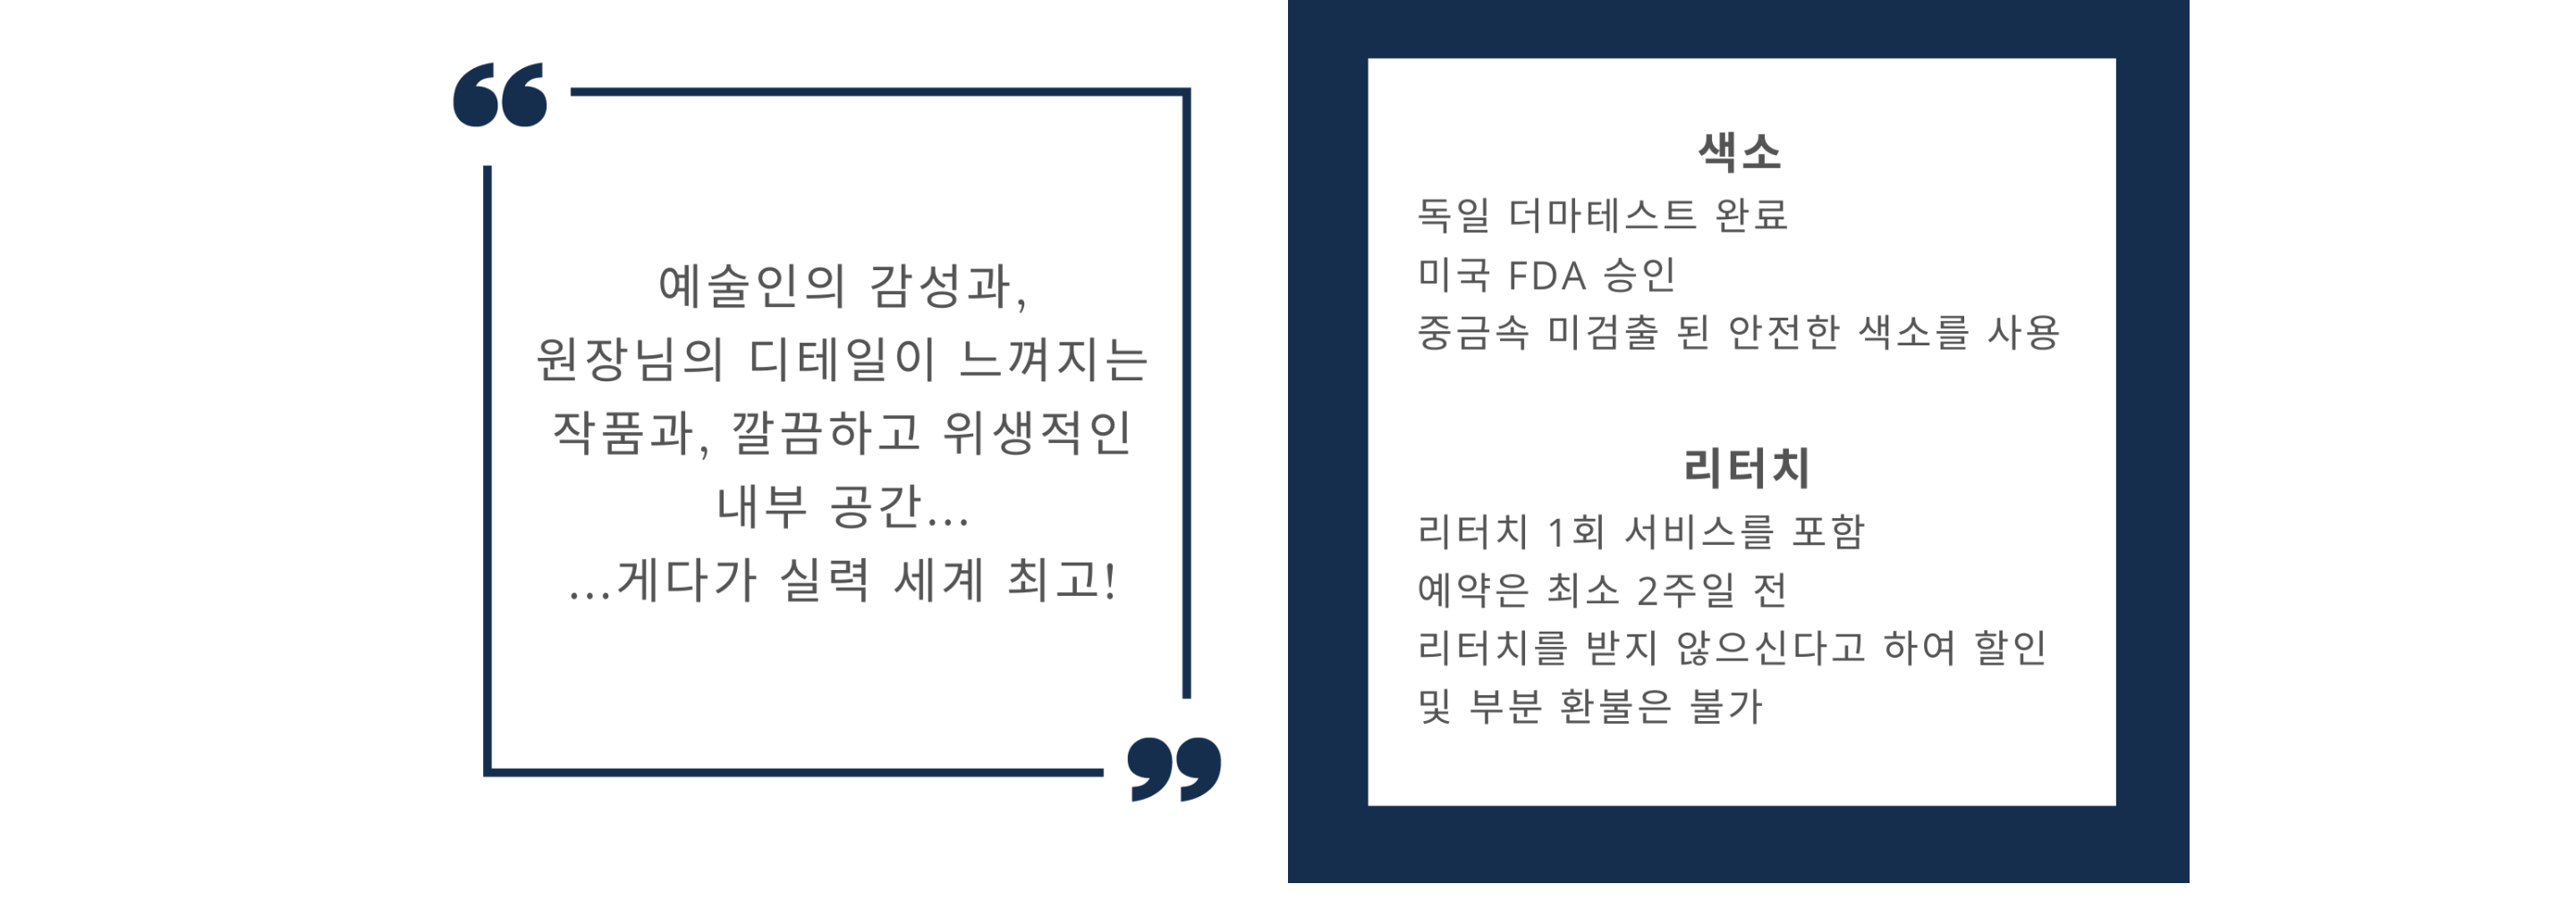 “
예술인의 감성과,
원장님의 디테일이 느껴지는
작품과, 깔끔하고 위생적인
내부 공간...
...게다가 실력 세계 최고!
”
색소
독일 더마테스트 완료
미국 FDA 승인
중금속 미검출 된 안전한 색소를 사용
리터치
리터치 1회 서비스를 포함
예약은 최소 2주일 전
리터치를 받지 않으신다고 하여 할인
및 부분 환불은 불가